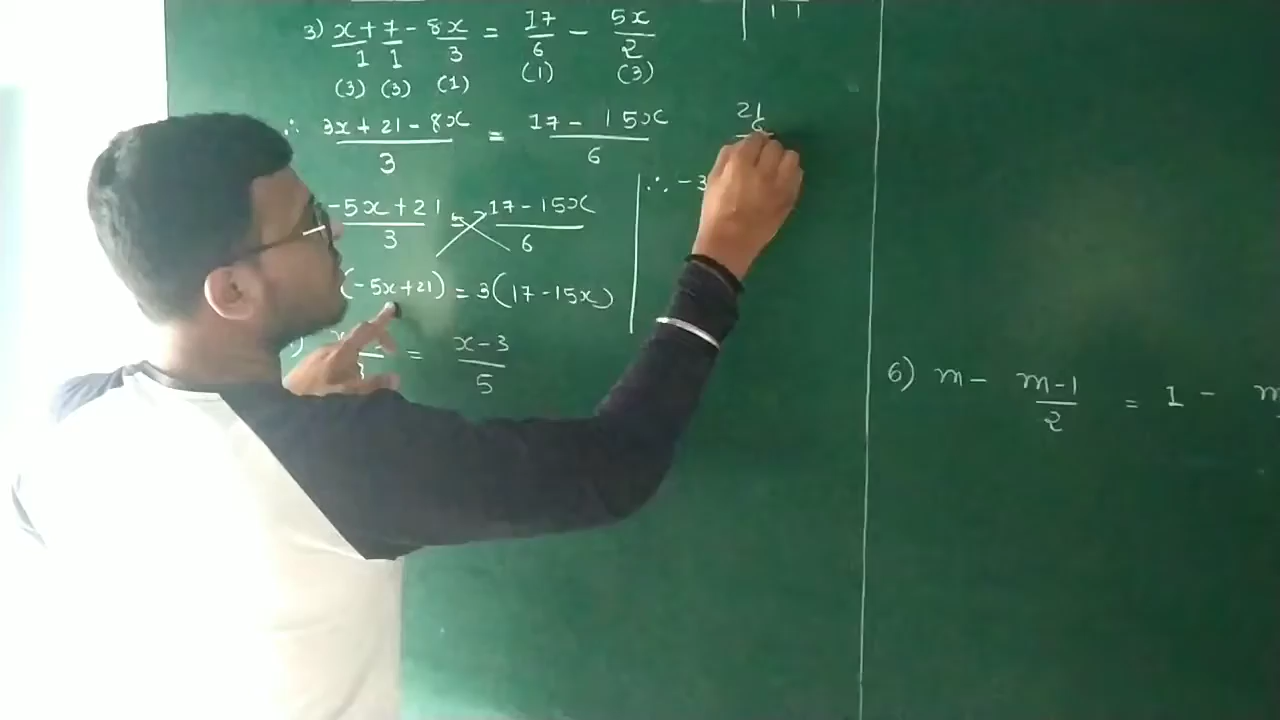 3) x/1 + 7/1 - 8x/3 = 17/6 - 5x/2
(3) (3) (1) (1) (3)
∴ 3x + 21 - 8x / 3 = 17 - 15x / 6
-5x + 21 / 3 = 17 - 15x / 6
(-5x + 21) = 3(17 - 15x)
= x - 3 / 5
21
6
∴ -3
6) m - m-1 / 2 = 1 -